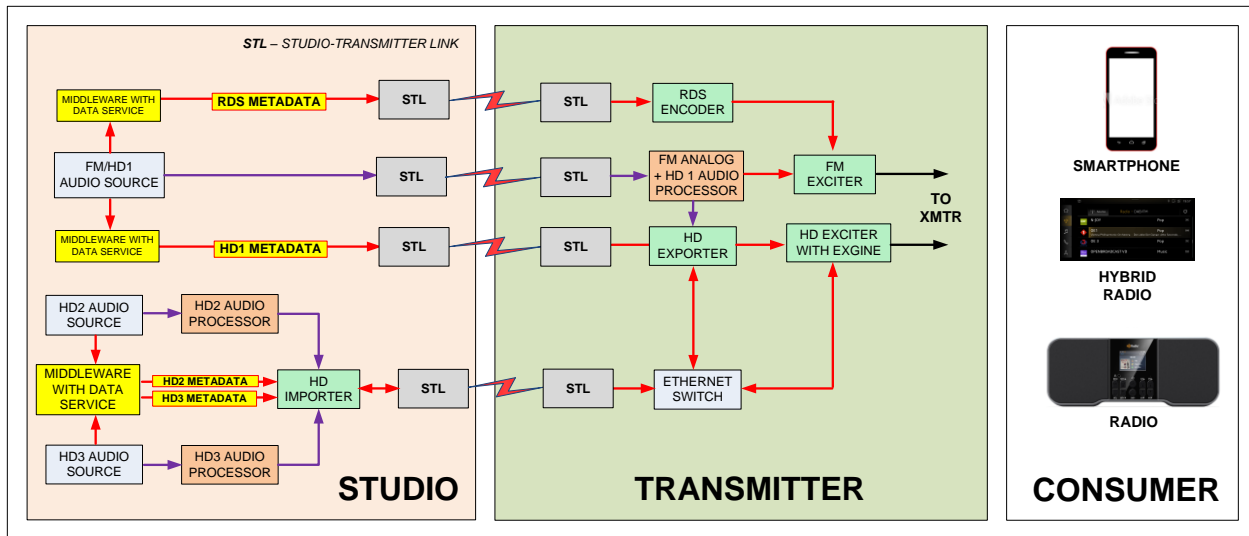 STL – STUDIO-TRANSMITTER LINK
MIDDLEWARE WITH
DATA SERVICE
RDS METADATA
STL
STL
RDS
ENCODER
FM/HD1
AUDIO SOURCE
STL
STL
FM ANALOG
+ HD 1 AUDIO
PROCESSOR
FM
EXCITER
TO
XMTR
MIDDLEWARE WITH
DATA SERVICE
HD1 METADATA
STL
STL
HD
EXPORTER
HD EXCITER
WITH EXGINE
HD2 AUDIO
SOURCE
HD2 AUDIO
PROCESSOR
MIDDLEWARE
WITH DATA
SERVICE
HD2 METADATA
HD3 METADATA
HD
IMPORTER
STL
STL
ETHERNET
SWITCH
HD3 AUDIO
SOURCE
HD3 AUDIO
PROCESSOR
STUDIO
TRANSMITTER
SMARTPHONE
HYBRID
RADIO
RADIO
CONSUMER